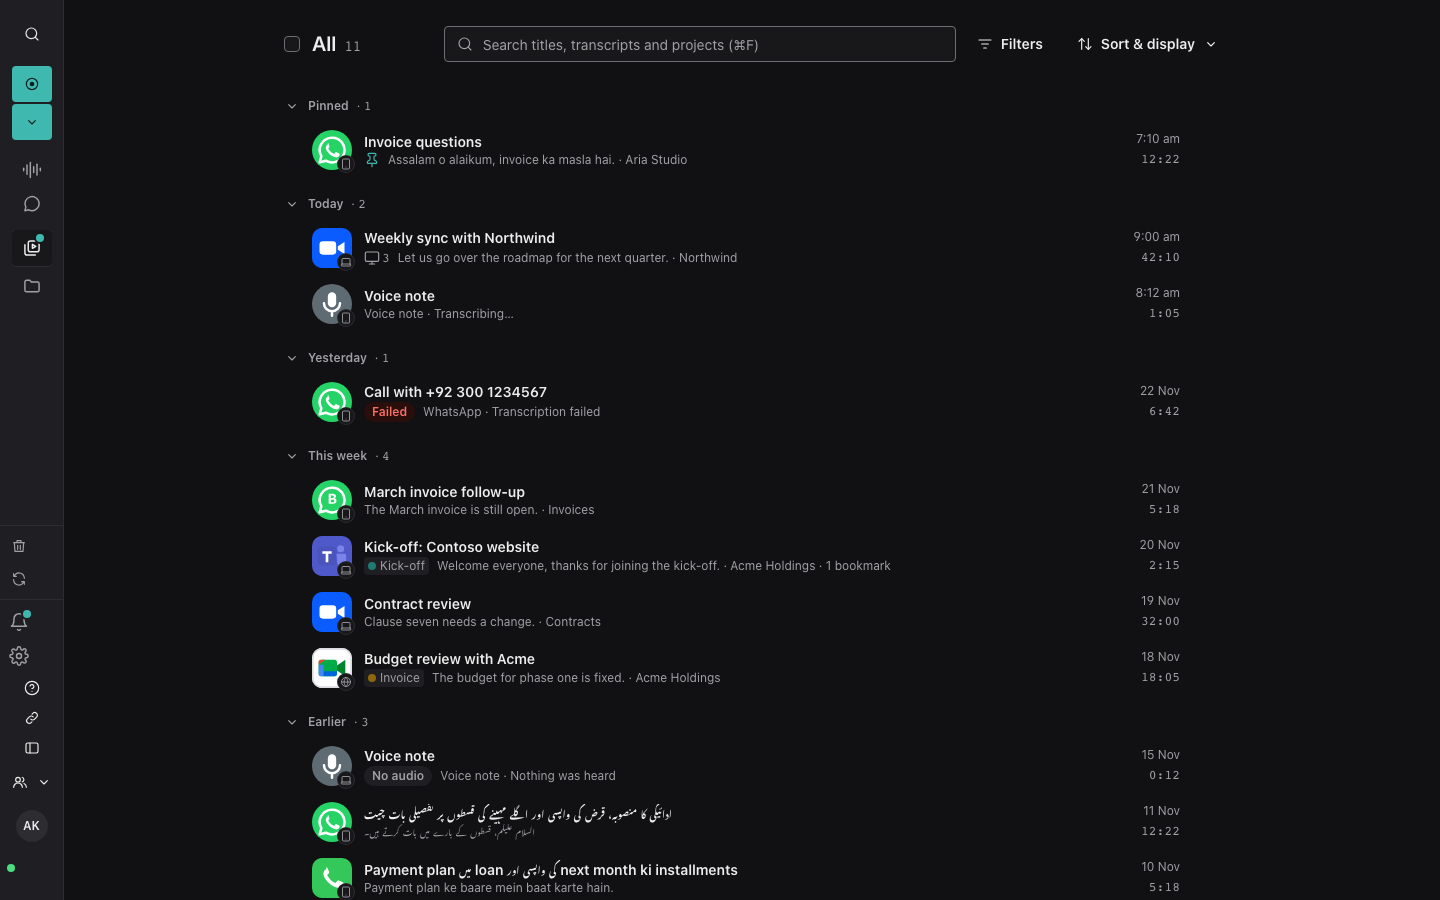 All 11
Search titles, transcripts and projects (⌘F)
Filters
Sort & display
Pinned · 1
Invoice questions
7:10 am
Assalam o alaikum, invoice ka masla hai. · Aria Studio
12:22
Today · 2
Weekly sync with Northwind
9:00 am
3 Let us go over the roadmap for the next quarter. · Northwind
42:10
Voice note
8:12 am
Voice note · Transcribing...
1:05
Yesterday · 1
Call with +92 300 1234567
22 Nov
Failed WhatsApp · Transcription failed
6:42
This week · 4
March invoice follow-up
21 Nov
The March invoice is still open. · Invoices
5:18
Kick-off: Contoso website
20 Nov
Kick-off Welcome everyone, thanks for joining the kick-off. · Acme Holdings · 1 bookmark
2:15
Contract review
19 Nov
Clause seven needs a change. · Contracts
32:00
Budget review with Acme
18 Nov
Invoice The budget for phase one is fixed. · Acme Holdings
18:05
Earlier · 3
Voice note
15 Nov
No audio Voice note · Nothing was heard
0:12
ادائیگی کا منصوبہ، قرض کی واپسی اور اگلے مہینے کی قسطوں پر تفصیلی بات چیت
11 Nov
السلام علیکم، قسطوں کے بارے میں بات کرتے ہیں۔
12:22
Payment plan میں loan کی واپسی اور next month ki installments
10 Nov
Payment plan ke baare mein baat karte hain.
5:18
AK